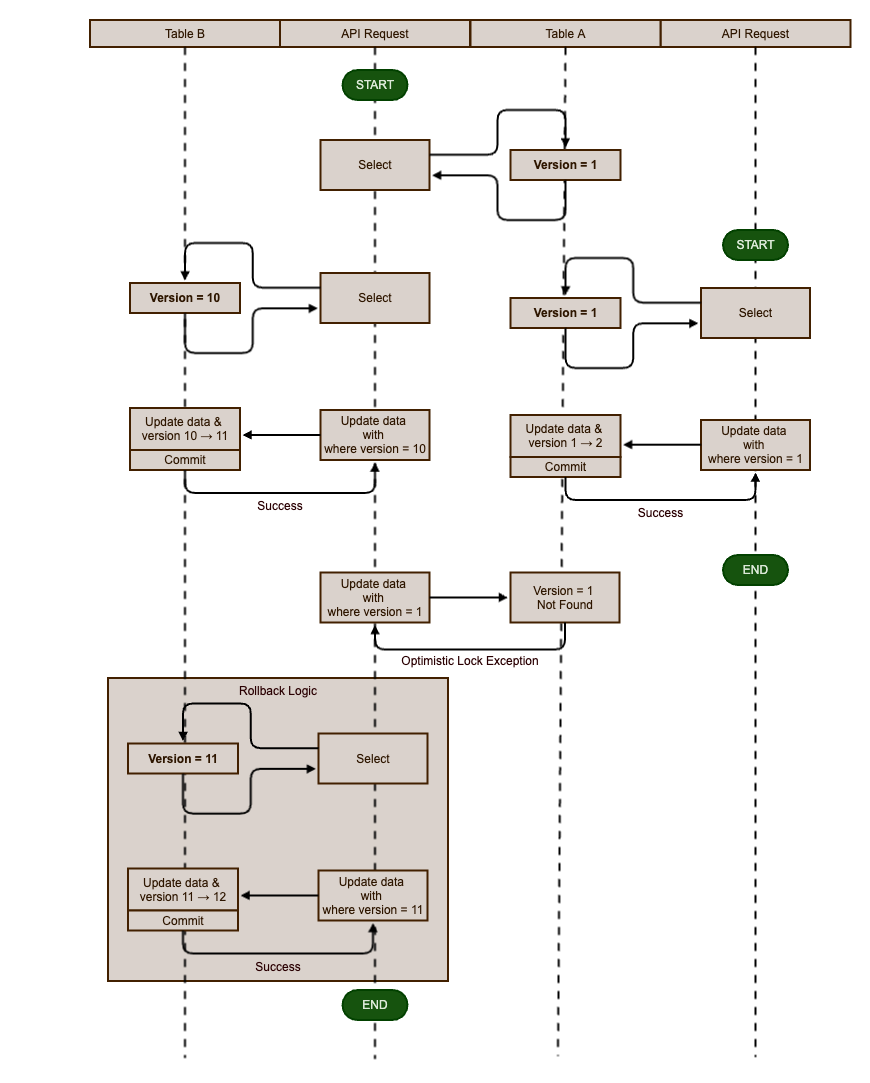 Table B
API Request
Table A
API Request
START
Select
Version = 1
START
Version = 10
Select
Version = 1
Select
Update data &
version 10 → 11
Commit
Update data
with
where version = 10
Success
Update data &
version 1 → 2
Commit
Update data
with
where version = 1
Success
END
Update data
with
where version = 1
Version = 1
Not Found
Optimistic Lock Exception
Rollback Logic
Version = 11
Select
Update data &
version 11 → 12
Commit
Update data
with
where version = 11
Success
END